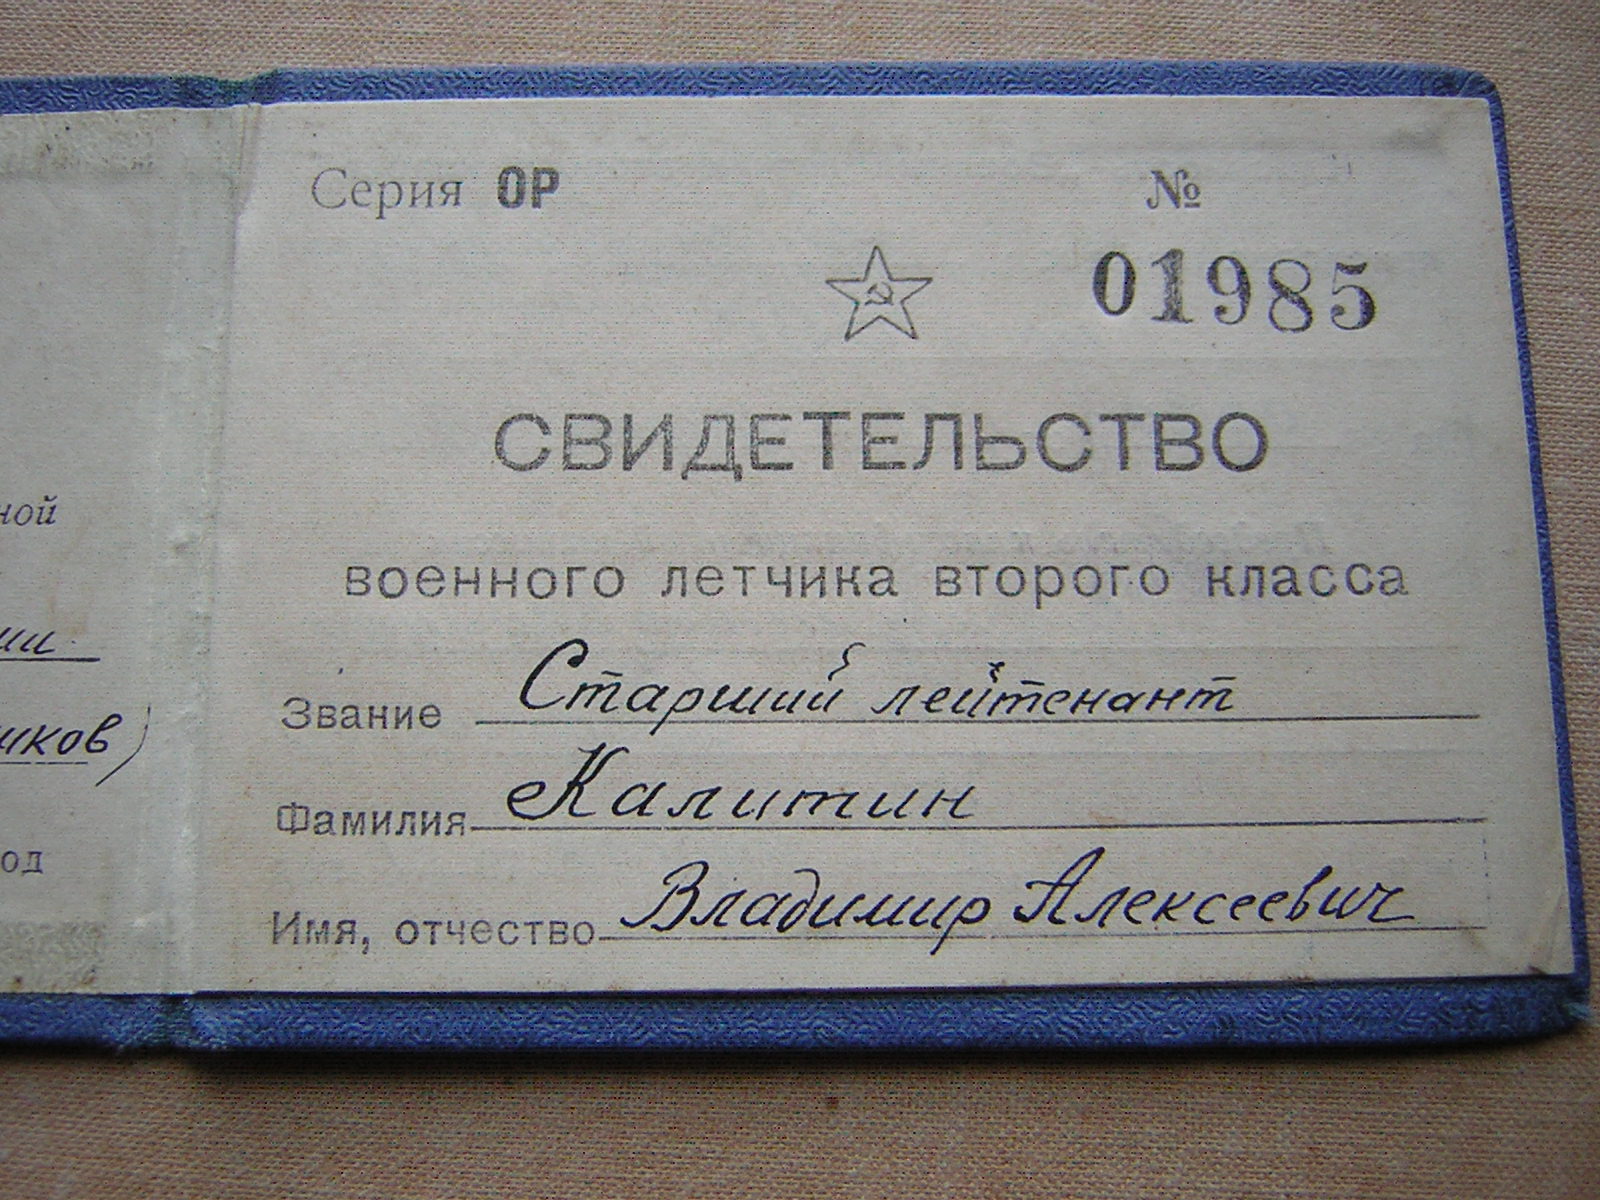 Серия ОР №
01985
СВИДЕТЕЛЬСТВО
военного летчика второго класса
Звание Старший лейтенант
Фамилия Калитин
Имя, отчество Владимир Алексеевич